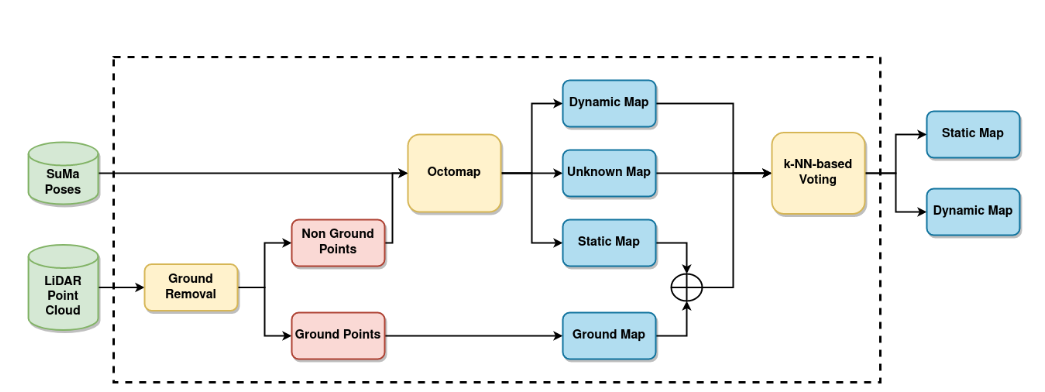 SuMa
Poses
LiDAR
Point
Cloud
Ground
Removal
Non Ground
Points
Ground Points
Octomap
Dynamic Map
Unknown Map
Static Map
Ground Map
k-NN-based
Voting
Static Map
Dynamic Map